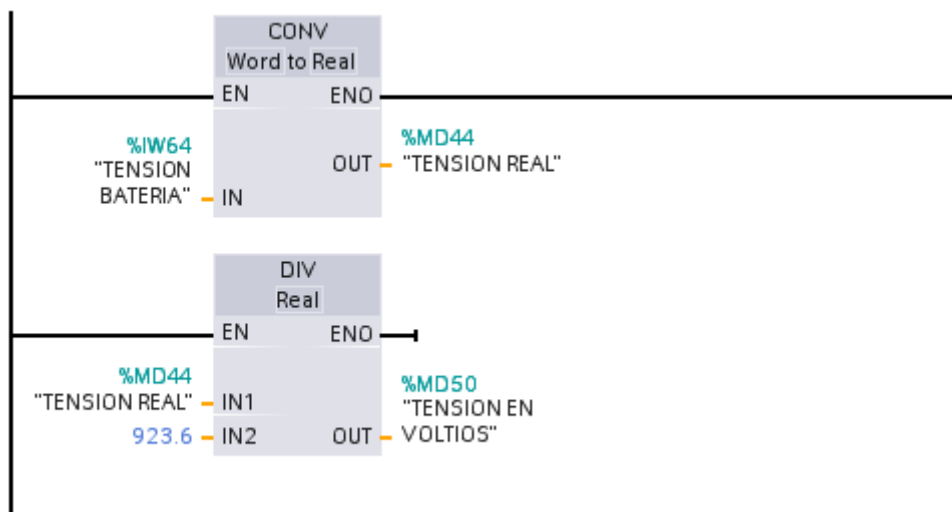 CONV
Word to Real
EN ENO
%IW64
"TENSION
BATERIA"
IN
OUT
%MD44
"TENSION REAL"
DIV
Real
EN ENO
%MD44
"TENSION REAL"
IN1
923.6
IN2
OUT
%MD50
"TENSION EN
VOLTIOS"